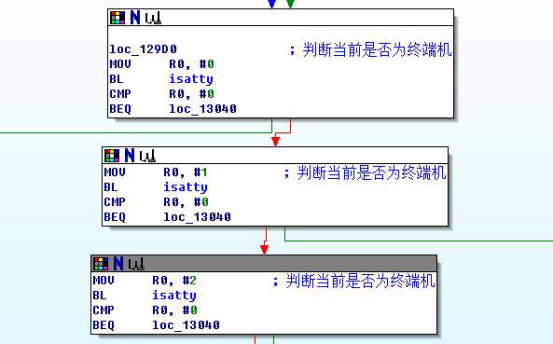 loc_129D0 ; 判断当前是否为终端机
MOV R0, #0
BL isatty
CMP R0, #0
BEQ loc_13040
MOV R0, #1 ; 判断当前是否为终端机
BL isatty
CMP R0, #0
BEQ loc_13040
MOV R0, #2 ; 判断当前是否为终端机
BL isatty
CMP R0, #0
BEQ loc_13040